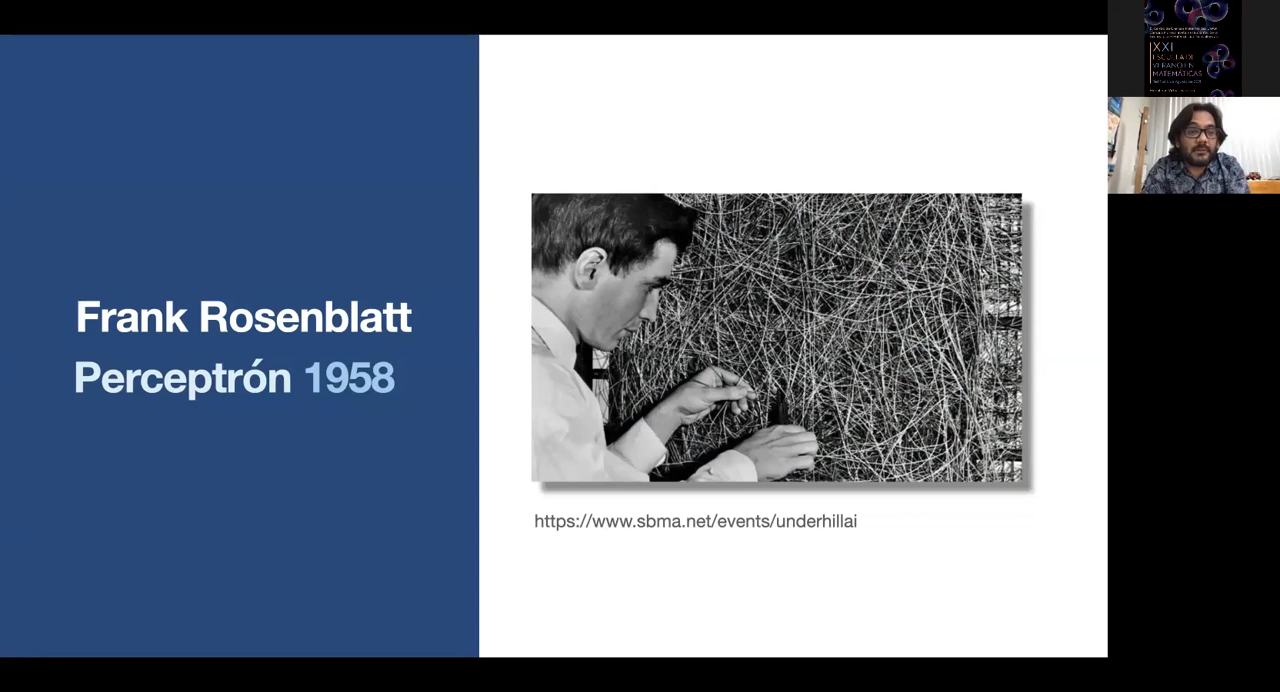 Frank Rosenblatt
Perceptrón 1958
https://www.sbma.net/events/underhillai
XXI
ESCUELA DE
VERANO EN
MATEMÁTICAS